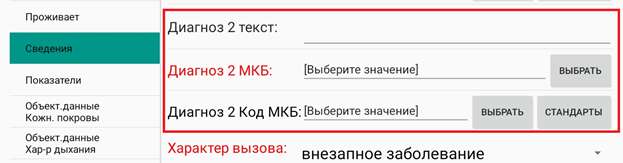 Проживает
Сведения
Показатели
Объект.данные
Кожн. покровы
Объект.данные
Хар-р дыхания
Диагноз 2 текст:
Диагноз 2 МКБ: [Выберите значение] ВЫБРАТЬ
Диагноз 2 Код МКБ: [Выберите значение] ВЫБРАТЬ СТАНДАРТЫ
Характер вызова: внезапное заболевание